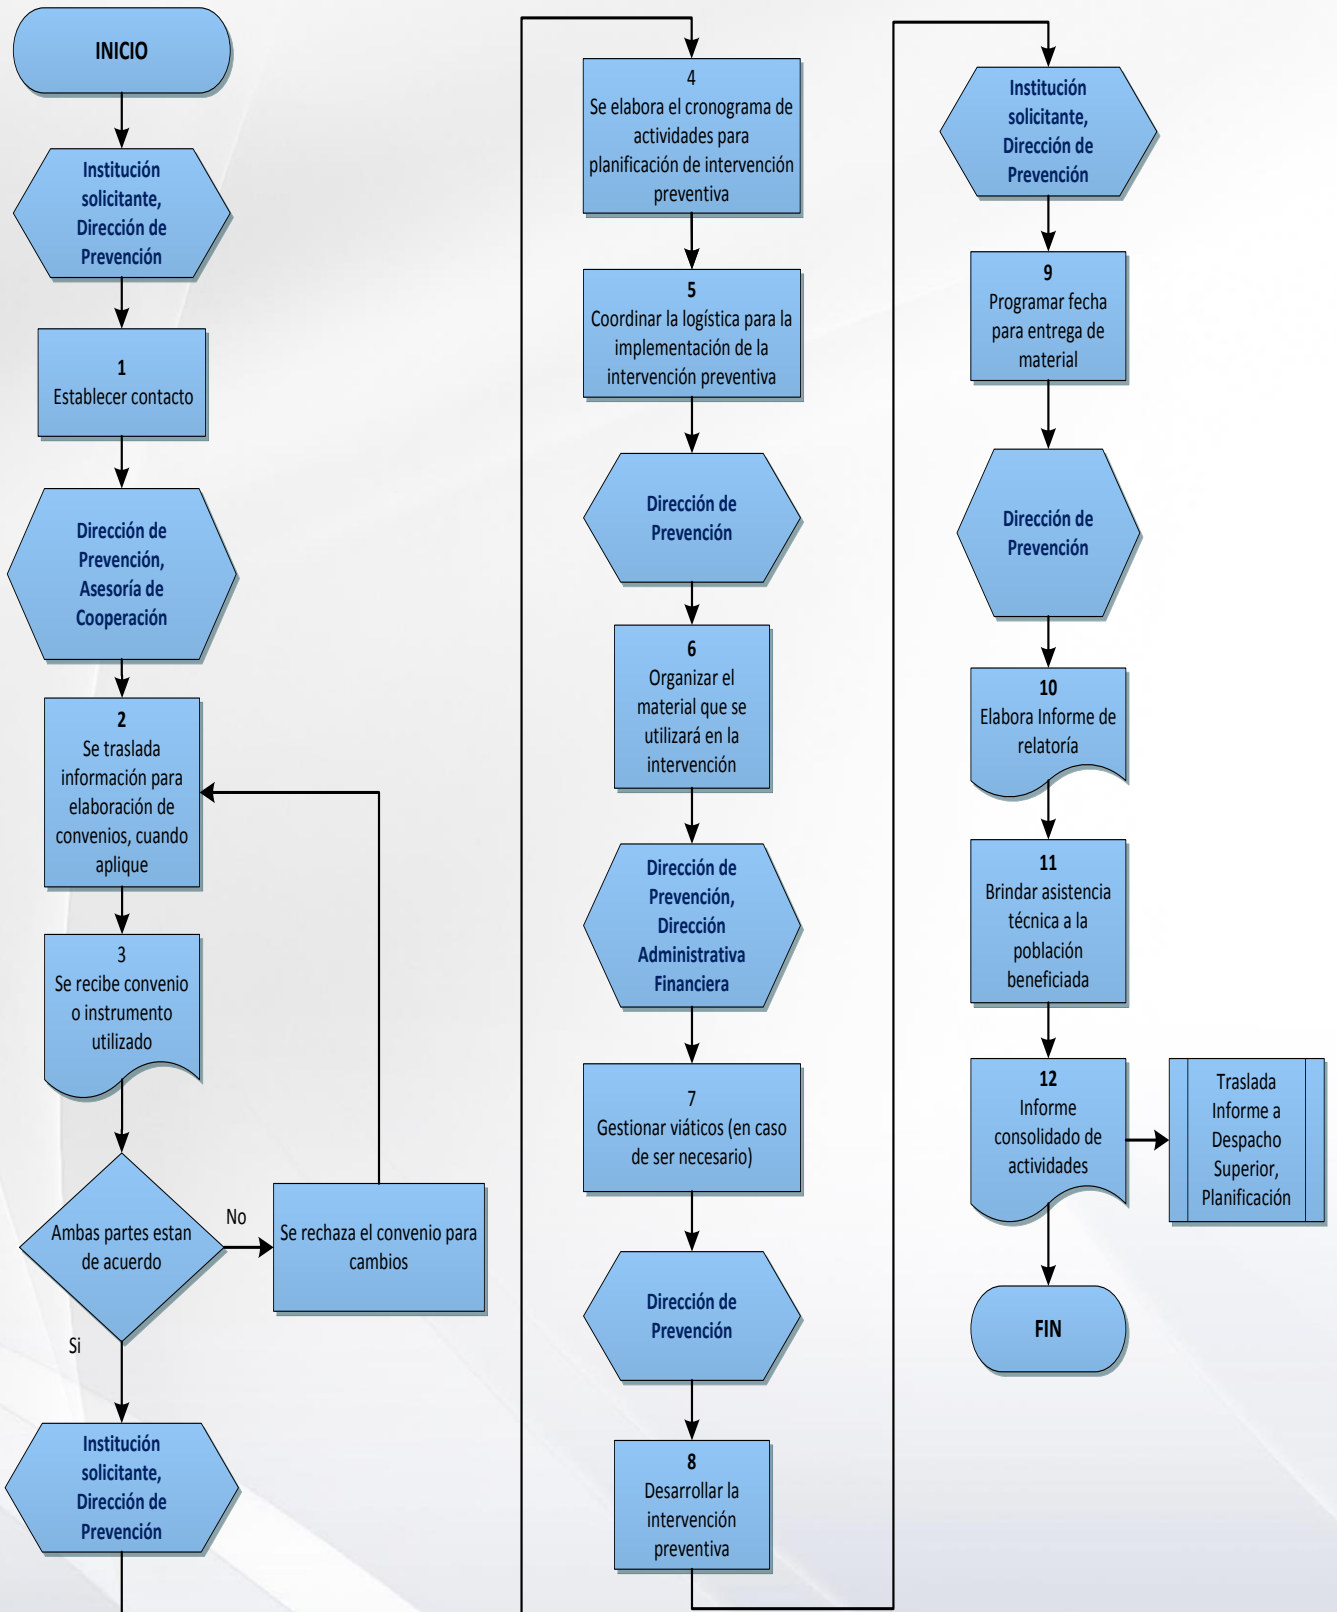 INICIO
Institución
solicitante,
Dirección de
Prevención
1
Establecer contacto
Dirección de
Prevención,
Asesoría de
Cooperación
2
Se traslada
información para
elaboración de
convenios, cuando
aplique
3
Se recibe convenio
o instrumento
utilizado
Ambas partes estan
de acuerdo
No
Se rechaza el convenio para
cambios
Si
Institución
solicitante,
Dirección de
Prevención
4
Se elabora el cronograma de
actividades para
planificación de intervención
preventiva
5
Coordinar la logística para la
implementación de la
intervención preventiva
Dirección de
Prevención
6
Organizar el
material que se
utilizará en la
intervención
Dirección de
Prevención,
Dirección
Administrativa
Financiera
7
Gestionar viáticos (en caso
de ser necesario)
Dirección de
Prevención
8
Desarrollar la
intervención
preventiva
Institución
solicitante,
Dirección de
Prevención
9
Programar fecha
para entrega de
material
Dirección de
Prevención
10
Elabora Informe de
relatoría
11
Brindar asistencia
técnica a la
población
beneficiada
12
Informe
consolidado de
actividades
Traslada
Informe a
Despacho
Superior,
Planificación
FIN